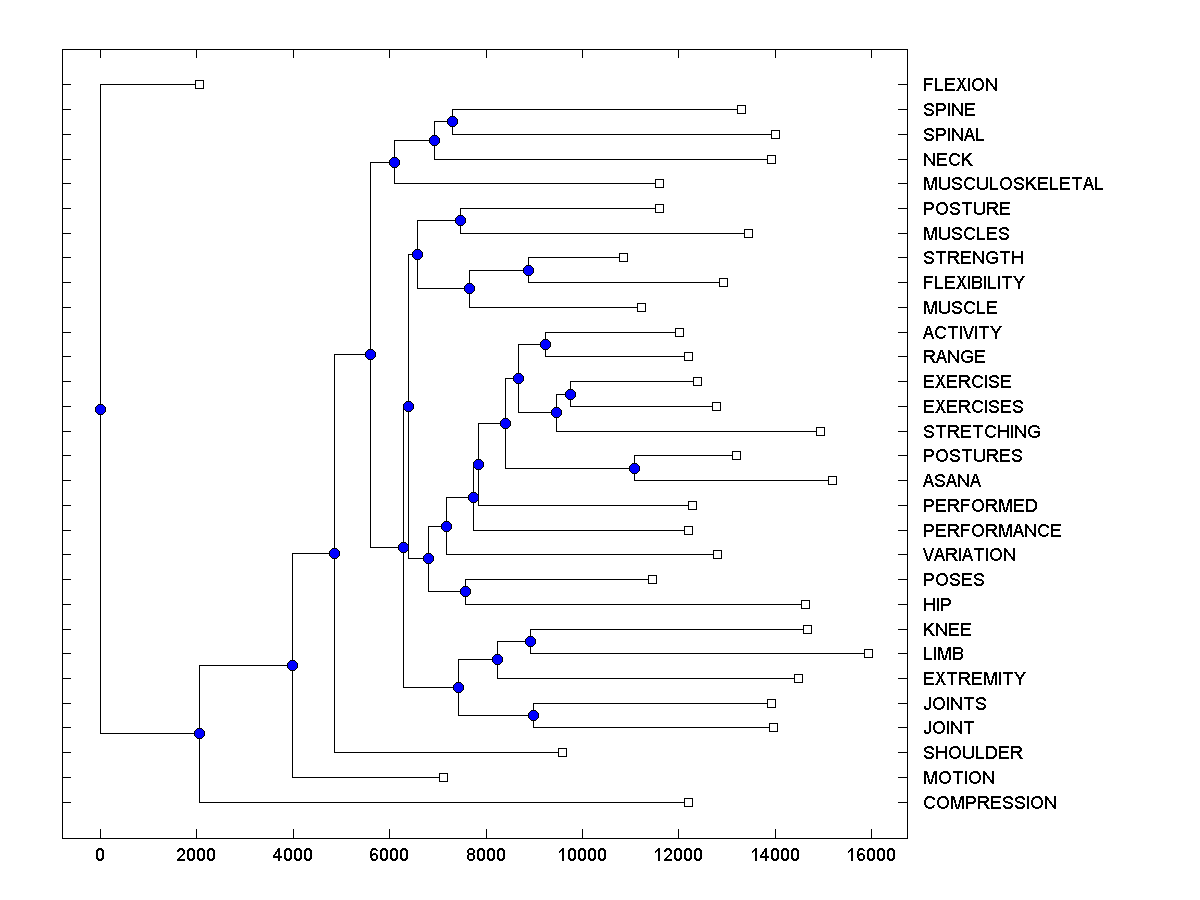 FLEXION
SPINE
SPINAL
NECK
MUSCULOSKELETAL
POSTURE
MUSCLES
STRENGTH
FLEXIBILITY
MUSCLE
ACTIVITY
RANGE
EXERCISE
EXERCISES
STRETCHING
POSTURES
ASANA
PERFORMED
PERFORMANCE
VARIATION
POSES
HIP
KNEE
LIMB
EXTREMITY
JOINTS
JOINT
SHOULDER
MOTION
COMPRESSION
0 2000 4000 6000 8000 10000 12000 14000 16000